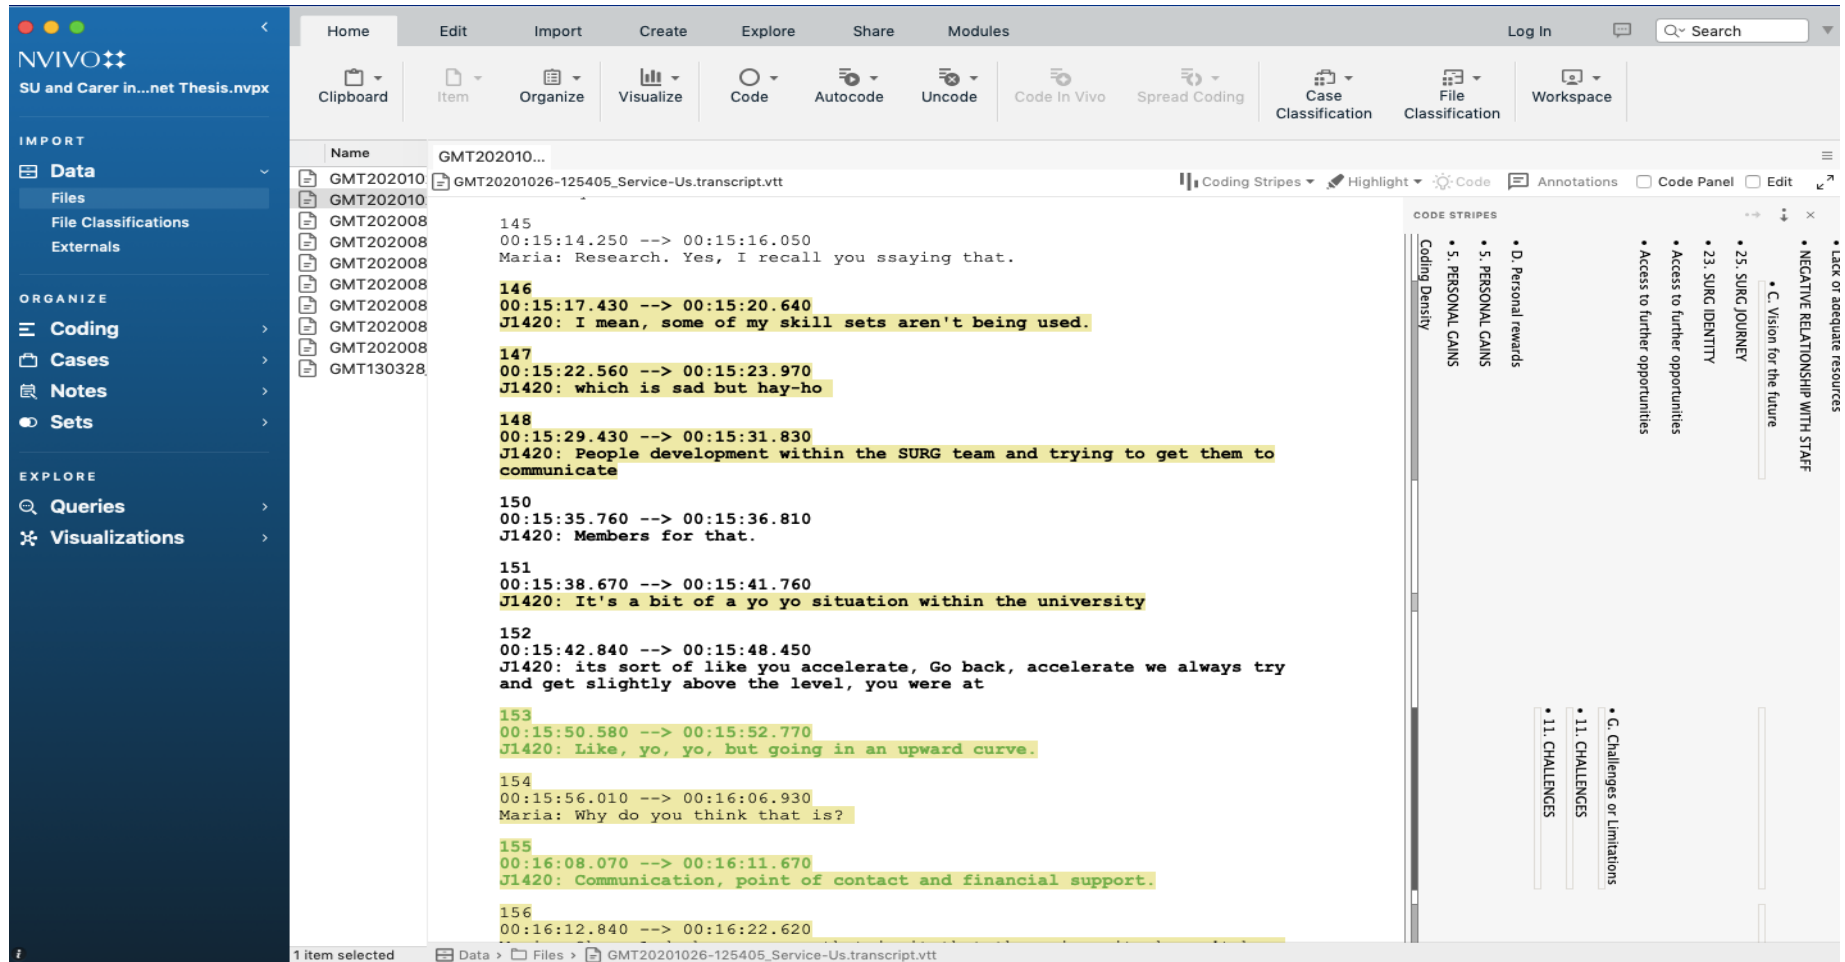 NVIVO
SU and Carer in...net Thesis.nvpx
IMPORT
Data
Files
File Classifications
Externals
ORGANIZE
Coding
Cases
Notes
Sets
EXPLORE
Queries
Visualizations
Home Edit Import Create Explore Share Modules Log In Search
Clipboard Item Organize Visualize Code Autocode Uncode Code In Vivo Spread Coding Case Classification File Classification Workspace
Name
GMT202010
GMT202010
GMT202008
GMT202008
GMT202008
GMT202008
GMT202008
GMT202008
GMT202008
GMT130328_
GMT202010...
GMT20201026-125405_Service-Us.transcript.vtt
Coding Stripes Highlight Code Annotations Code Panel Edit
145
00:15:14.250 --> 00:15:16.050
Maria: Research. Yes, I recall you ssaying that.
146
00:15:17.430 --> 00:15:20.640
J1420: I mean, some of my skill sets aren't being used.
147
00:15:22.560 --> 00:15:23.970
J1420: which is sad but hay-ho
148
00:15:29.430 --> 00:15:31.830
J1420: People development within the SURG team and trying to get them to
communicate
150
00:15:35.760 --> 00:15:36.810
J1420: Members for that.
151
00:15:38.670 --> 00:15:41.760
J1420: It's a bit of a yo yo situation within the university
152
00:15:42.840 --> 00:15:48.450
J1420: its sort of like you accelerate, Go back, accelerate we always try
and get slightly above the level, you were at
153
00:15:50.580 --> 00:15:52.770
J1420: Like, yo, yo, but going in an upward curve.
154
00:15:56.010 --> 00:16:06.930
Maria: Why do you think that is?
155
00:16:08.070 --> 00:16:11.670
J1420: Communication, point of contact and financial support.
156
00:16:12.840 --> 00:16:22.620
CODE STRIPES
Coding Density
5. PERSONAL GAINS
5. PERSONAL GAINS
D. Personal rewards
11. CHALLENGES
11. CHALLENGES
G. Challenges or Limitations
Access to further opportunities
Access to further opportunities
23. SURG IDENTITY
25. SURG JOURNEY
C. Vision for the future
NEGATIVE RELATIONSHIP WITH STAFF
Lack of adequate resources
1 item selected
Data > Files > GMT20201026-125405_Service-Us.transcript.vtt